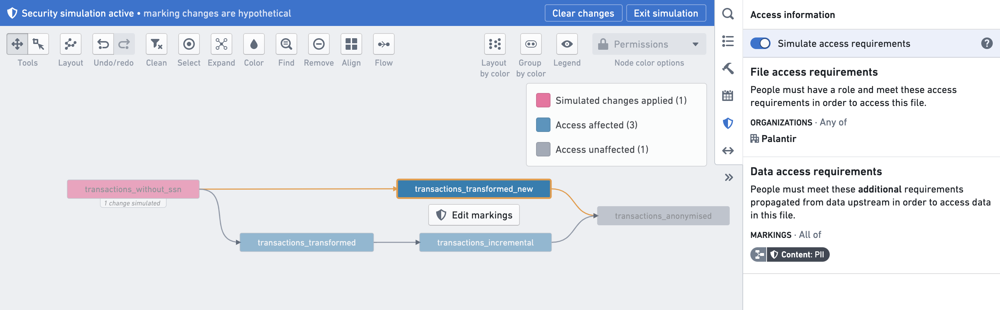 Security simulation active • marking changes are hypothetical
Clear changes
Exit simulation
Tools
Layout
Undo/redo
Clean
Select
Expand
Color
Find
Remove
Align
Flow
Layout
by color
Group
by color
Legend
Permissions
Node color options
Simulated changes applied (1)
Access affected (3)
Access unaffected (1)
transactions_without_ssn
1 change simulated
transactions_transformed_new
Edit markings
transactions_anonymised
transactions_transformed
transactions_incremental
Access information
Simulate access requirements
?
File access requirements
People must have a role and meet these access
requirements in order to access this file.
ORGANIZATIONS · Any of
Palantir
Data access requirements
People must meet these additional requirements
propagated from data upstream in order to access data
in this file.
MARKINGS · All of
Content: PII